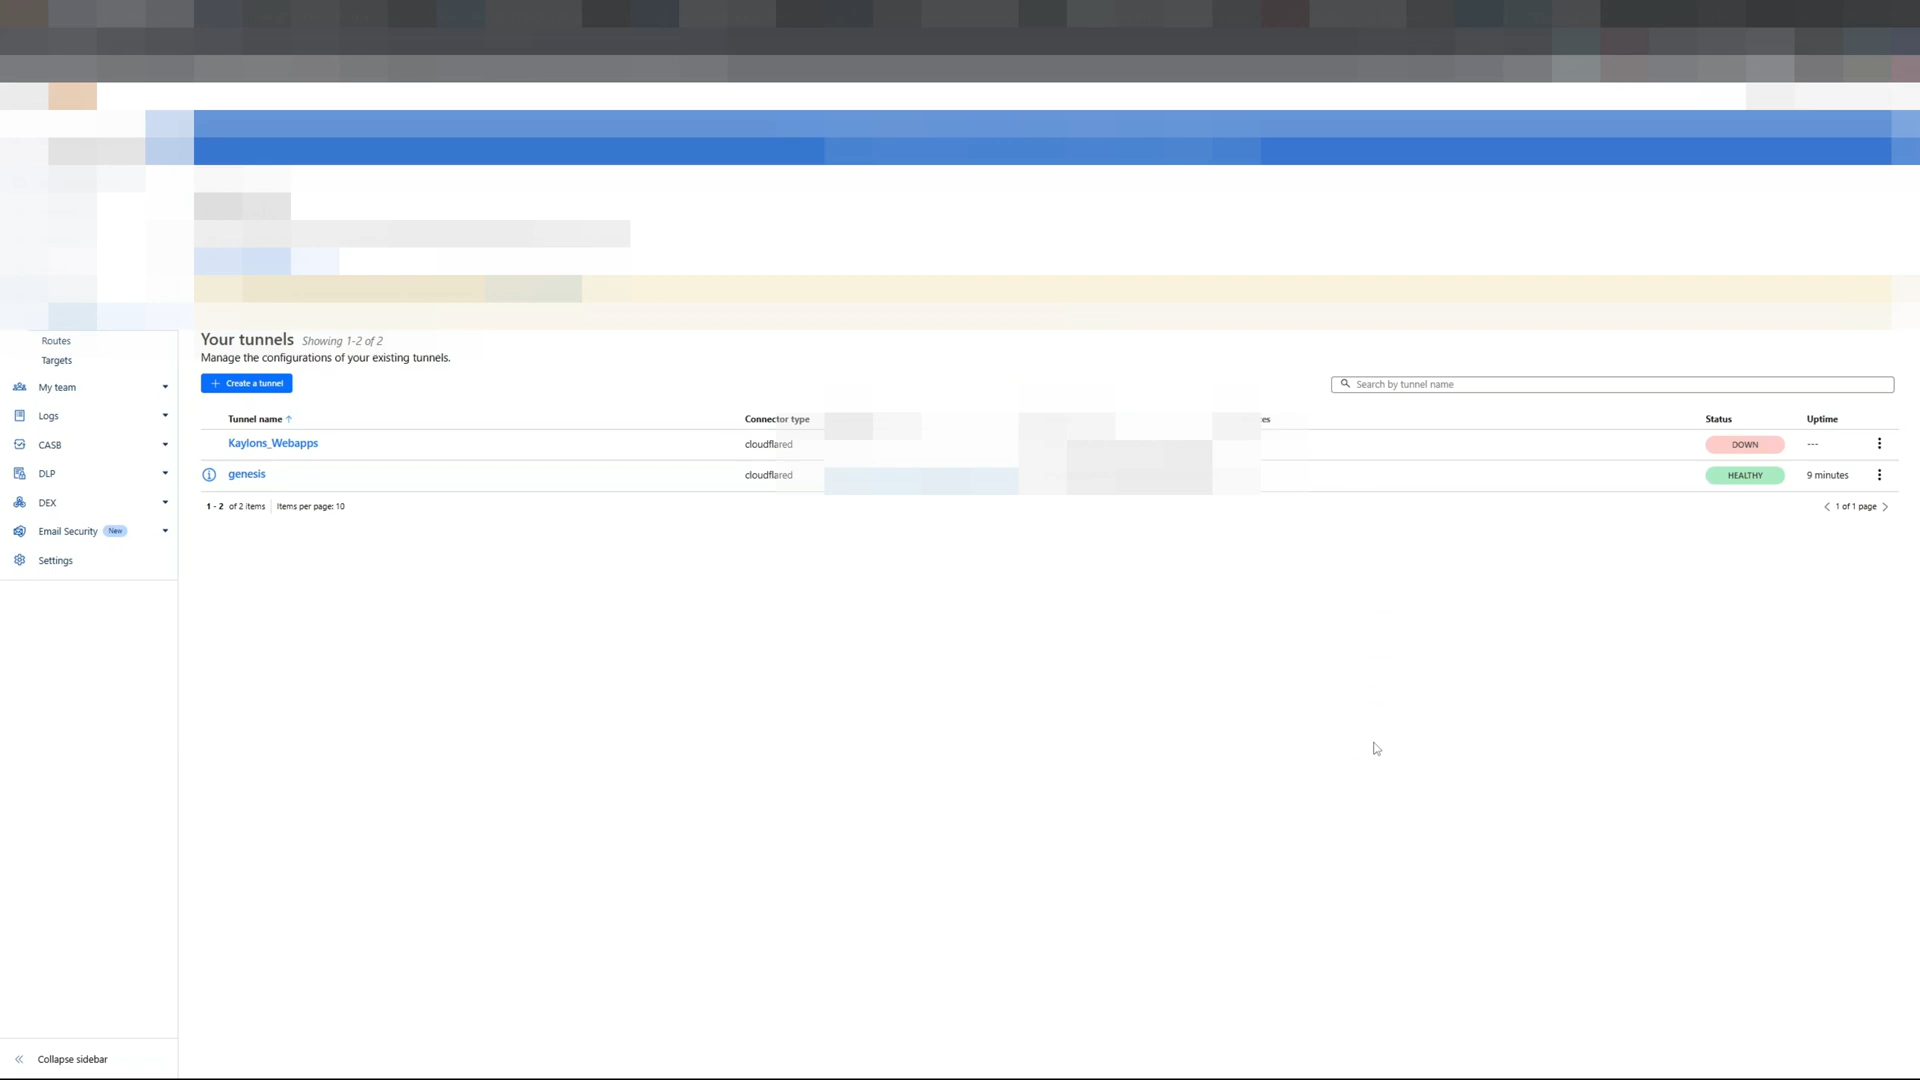 Routes
Targets
My team
Logs
CASB
DLP
DEX
Email Security New
Settings
Collapse sidebar
Your tunnels Showing 1-2 of 2
Manage the configurations of your existing tunnels.
+ Create a tunnel
Search by tunnel name
Tunnel name ↑ Connector type Status Uptime
Kaylons_Webapps cloudflared DOWN ---
genesis cloudflared HEALTHY 9 minutes
1 - 2 of 2 items Items per page: 10
1 of 1 page